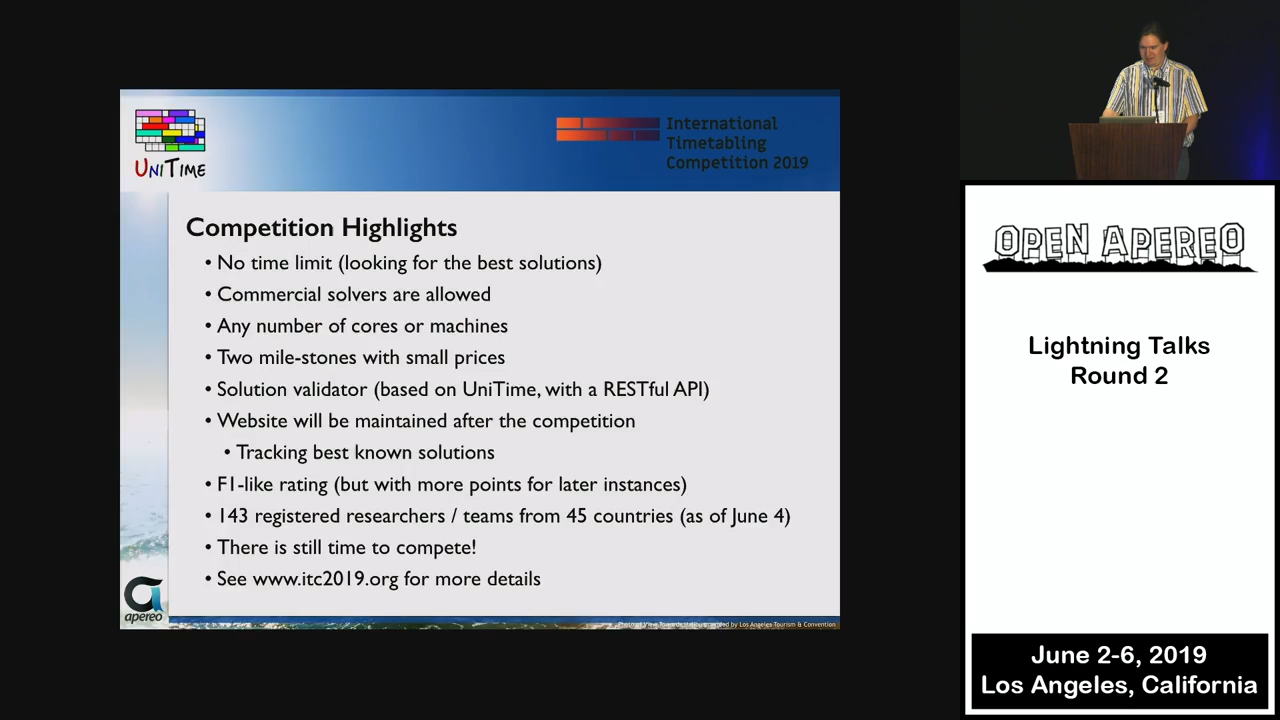 UNITIME
International
Timetabling
Competition 2019
Competition Highlights
• No time limit (looking for the best solutions)
• Commercial solvers are allowed
• Any number of cores or machines
• Two mile-stones with small prices
• Solution validator (based on UniTime, with a RESTful API)
• Website will be maintained after the competition
• Tracking best known solutions
• F1-like rating (but with more points for later instances)
• 143 registered researchers / teams from 45 countries (as of June 4)
• There is still time to compete!
• See www.itc2019.org for more details
apereo
by Los Angeles Tourism & Convention
OPEN APEREO
Lightning Talks
Round 2
June 2-6, 2019
Los Angeles, California